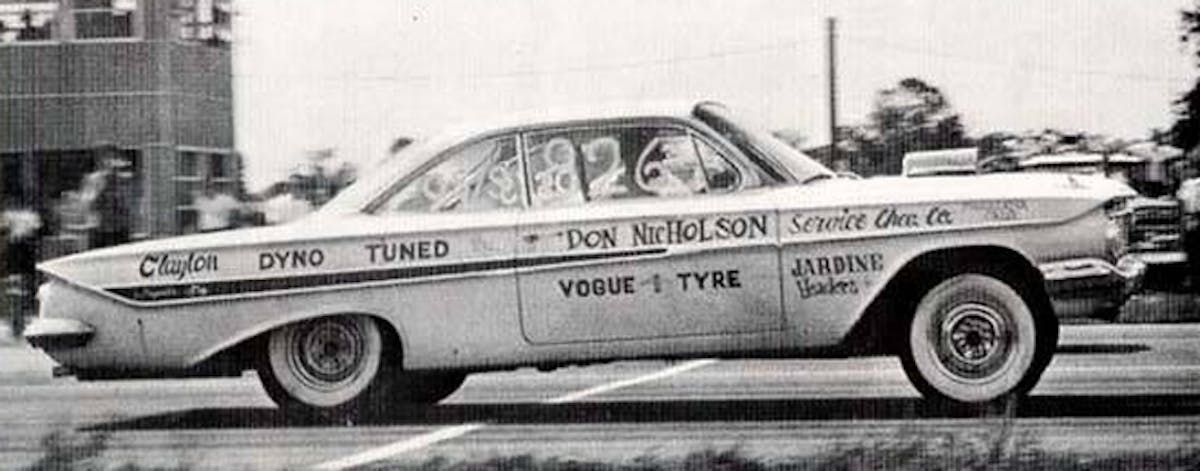 Clayton DYNO TUNED
DON NICHOLSON
VOGUE TYRE
Service Chev. Co.
JARDINE
Headers